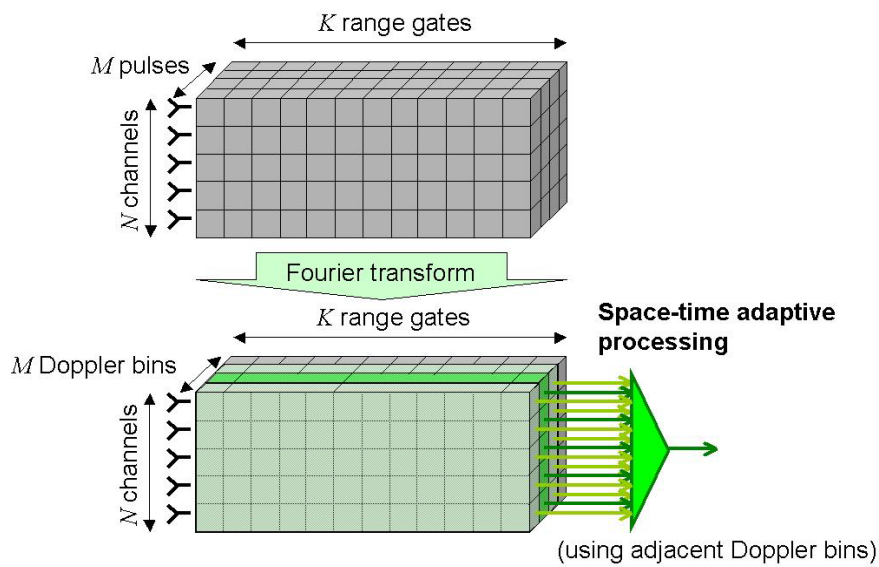 K range gates
M pulses
N channels
Fourier transform
K range gates
Space-time adaptive
processing
M Doppler bins
N channels
(using adjacent Doppler bins)